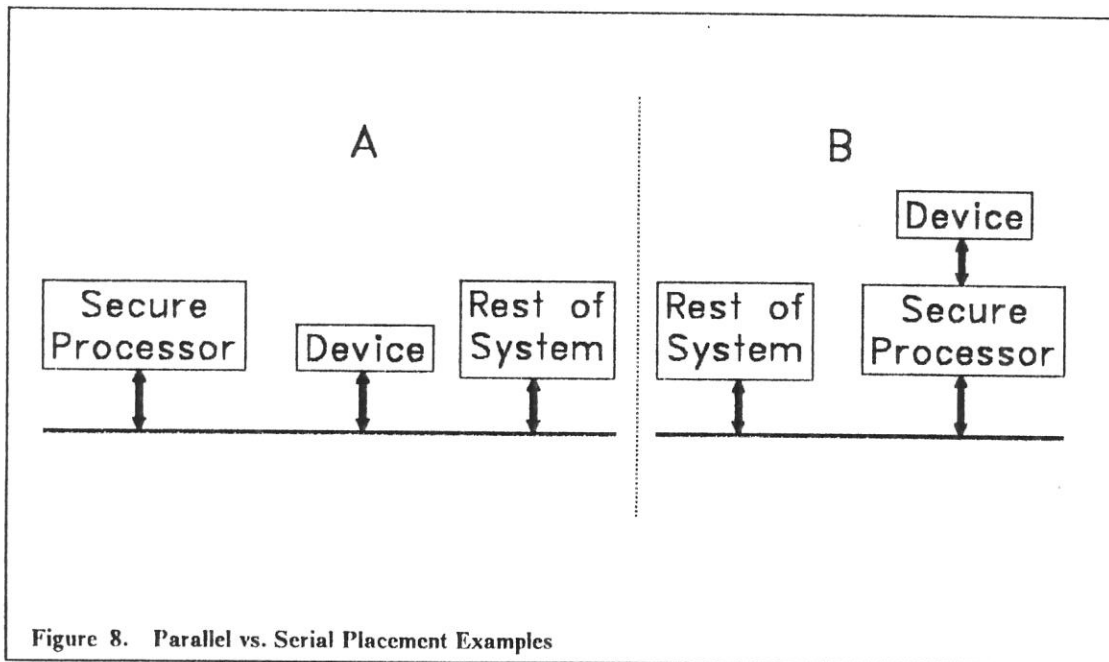 A
B
Device
Secure
Processor
Device
Rest of
System
Rest of
System
Secure
Processor
Figure 8. Parallel vs. Serial Placement Examples